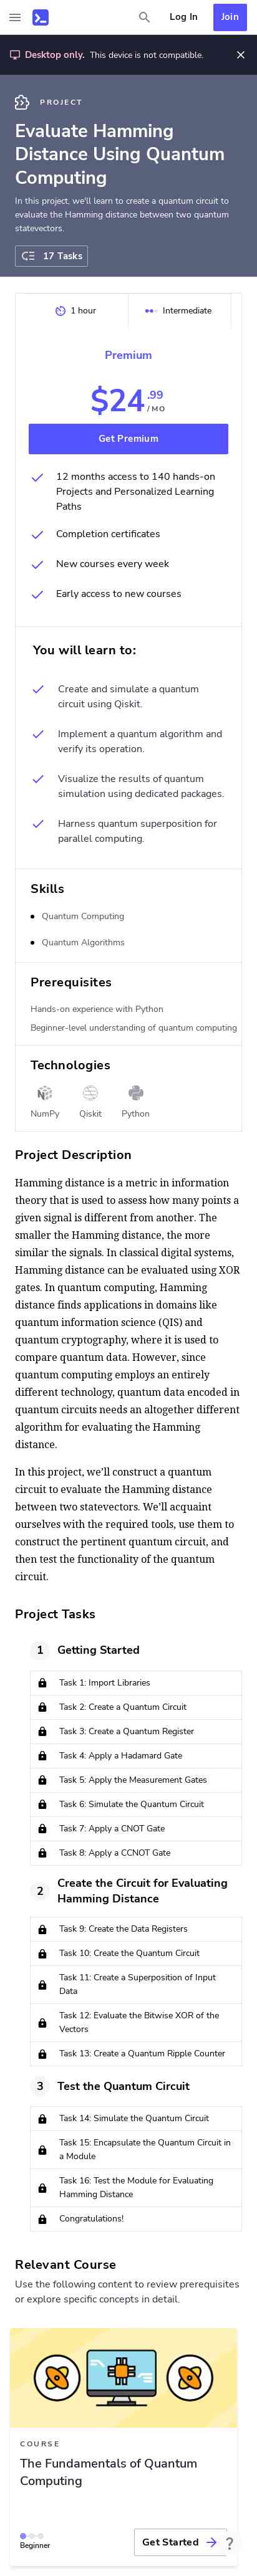 Log In
Join
Desktop only. This device is not compatible.
PROJECT
Evaluate Hamming
Distance Using Quantum
Computing
In this project, we'll learn to create a quantum circuit to
evaluate the Hamming distance between two quantum
statevectors.
17 Tasks
1 hour
Intermediate
Premium
$24.99
/ MO
Get Premium
12 months access to 140 hands-on
Projects and Personalized Learning
Paths
Completion certificates
New courses every week
Early access to new courses
You will learn to:
Create and simulate a quantum
circuit using Qiskit.
Implement a quantum algorithm and
verify its operation.
Visualize the results of quantum
simulation using dedicated packages.
Harness quantum superposition for
parallel computing.
Skills
Quantum Computing
Quantum Algorithms
Prerequisites
Hands-on experience with Python
Beginner-level understanding of quantum computing
Technologies
NumPy
Qiskit
Python
Project Description
Hamming distance is a metric in information
theory that is used to assess how many points a
given signal is different from another. The
smaller the Hamming distance, the more
similar the signals. In classical digital systems,
Hamming distance can be evaluated using XOR
gates. In quantum computing, Hamming
distance finds applications in domains like
quantum information science (QIS) and
quantum cryptography, where it is used to
compare quantum data. However, since
quantum computing employs an entirely
different technology, quantum data encoded in
quantum circuits needs an altogether different
algorithm for evaluating the Hamming
distance.
In this project, we’ll construct a quantum
circuit to evaluate the Hamming distance
between two statevectors. We’ll acquaint
ourselves with the required tools, use them to
construct the pertinent quantum circuit, and
then test the functionality of the quantum
circuit.
Project Tasks
1
Getting Started
Task 1: Import Libraries
Task 2: Create a Quantum Circuit
Task 3: Create a Quantum Register
Task 4: Apply a Hadamard Gate
Task 5: Apply the Measurement Gates
Task 6: Simulate the Quantum Circuit
Task 7: Apply a CNOT Gate
Task 8: Apply a CCNOT Gate
2
Create the Circuit for Evaluating
Hamming Distance
Task 9: Create the Data Registers
Task 10: Create the Quantum Circuit
Task 11: Create a Superposition of Input
Data
Task 12: Evaluate the Bitwise XOR of the
Vectors
Task 13: Create a Quantum Ripple Counter
3
Test the Quantum Circuit
Task 14: Simulate the Quantum Circuit
Task 15: Encapsulate the Quantum Circuit in
a Module
Task 16: Test the Module for Evaluating
Hamming Distance
Congratulations!
Relevant Course
Use the following content to review prerequisites
or explore specific concepts in detail.
COURSE
The Fundamentals of Quantum
Computing
Beginner
Get Started
?